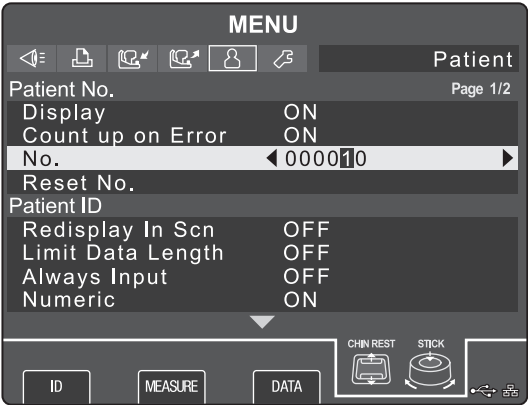 MENU
Patient
Patient No. Page 1/2
Display ON
Count up on Error ON
No. 000010
Reset No.
Patient ID
Redisplay In Scn OFF
Limit Data Length OFF
Always Input OFF
Numeric ON
CHIN REST STICK
ID MEASURE DATA